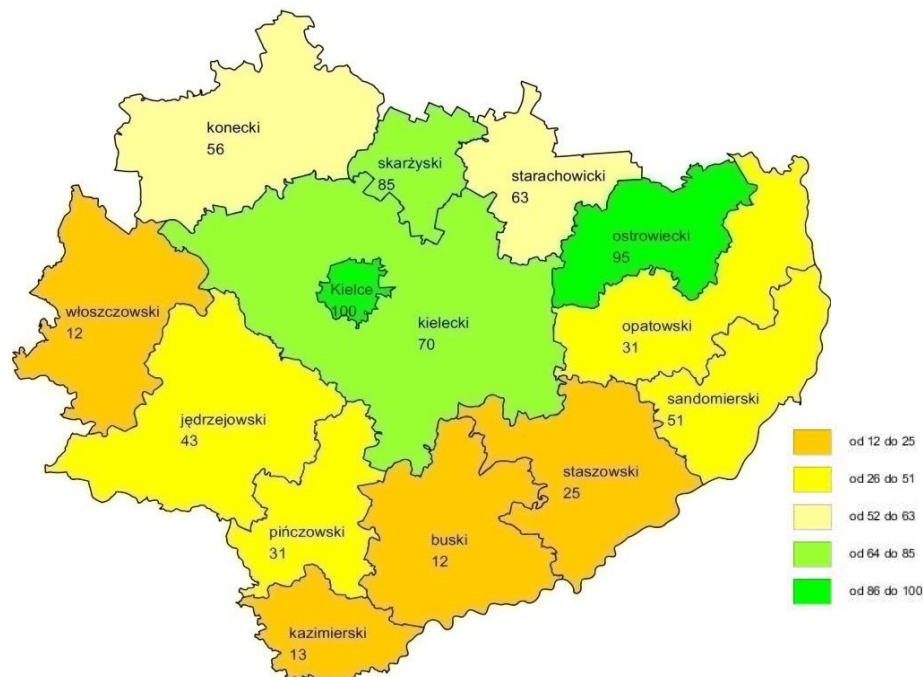 konecki
56
skarżyski
85
starachowicki
63
ostrowiecki
95
włoszczowski
12
Kielce
100
kielecki
70
opatowski
31
sandomierski
51
jędrzejowski
43
staszowski
25
pińczowski
31
buski
12
kazimierski
13
od 12 do 25
od 26 do 51
od 52 do 63
od 64 do 85
od 86 do 100